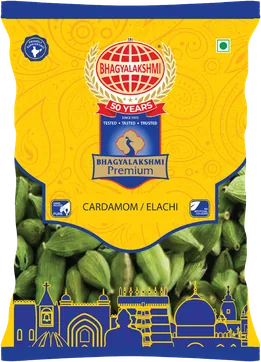 BHAGYALAKSHMI
50 YEARS
SINCE 1973
TESTED • TASTED • TRUSTED
BHAGYALAKSHMI
Premium
CARDAMOM / ELACHI